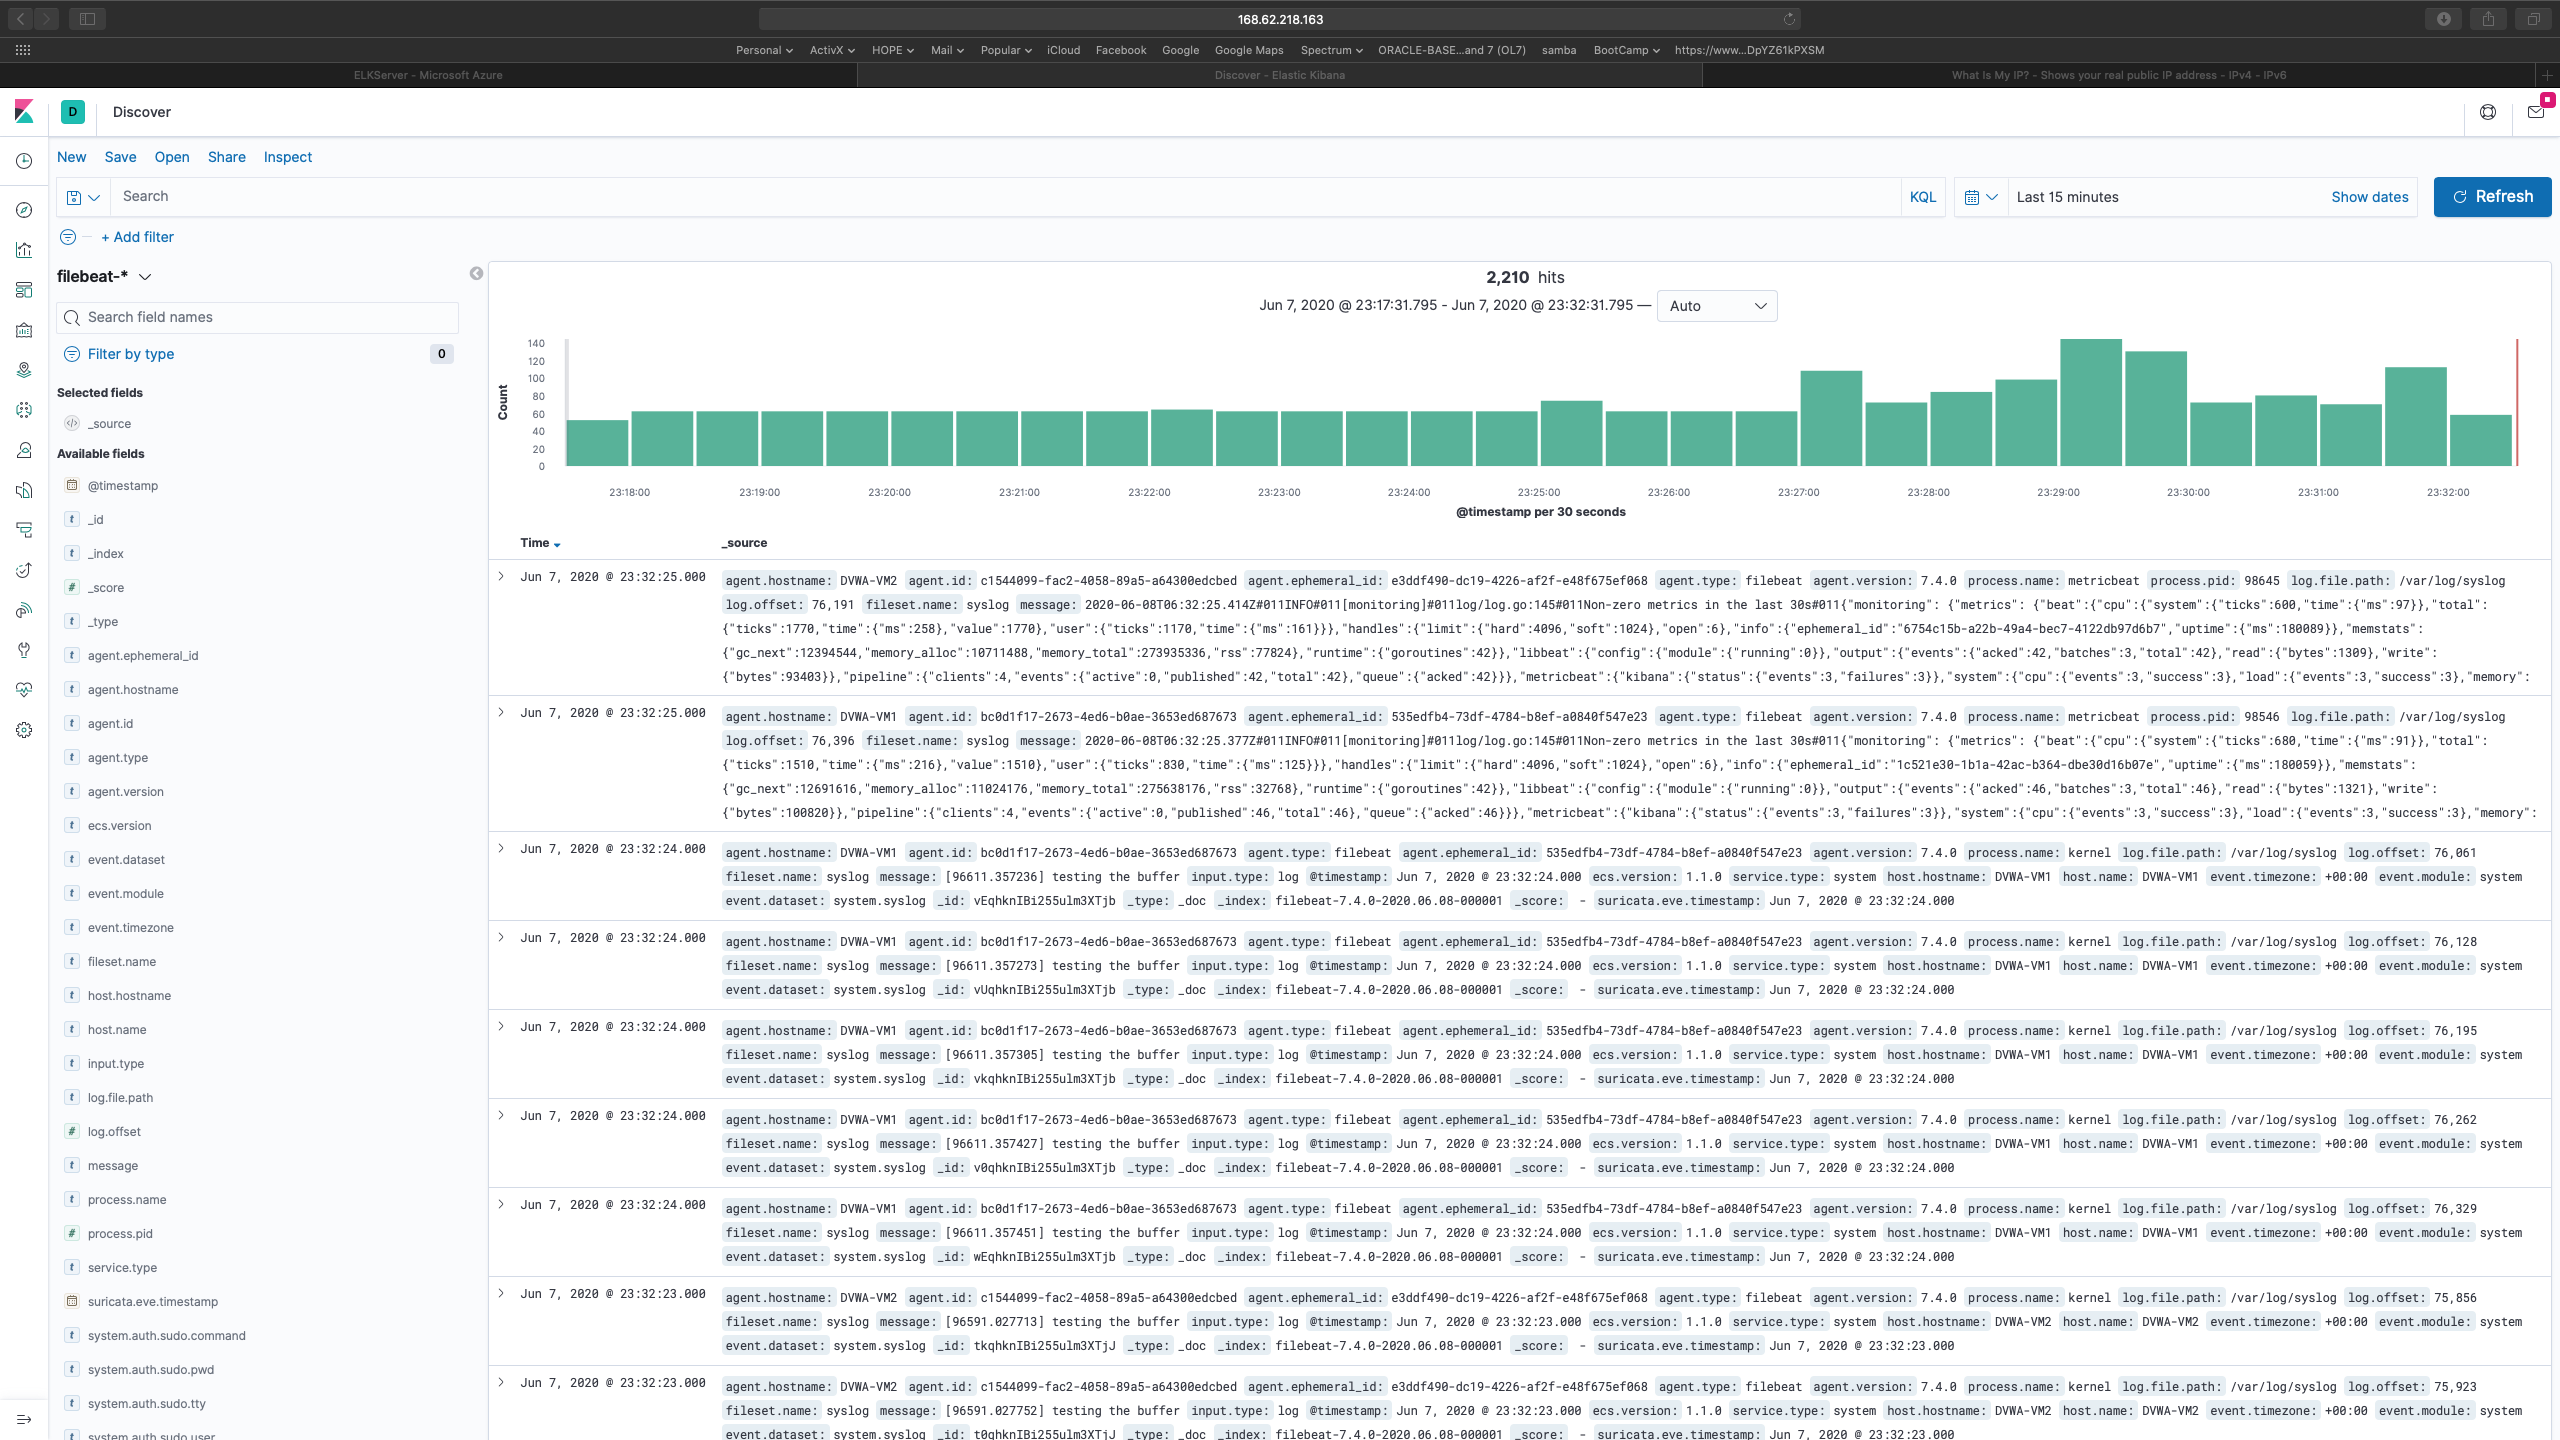 168.62.218.163
Personal ActivX HOPE Mail Popular iCloud Facebook Google Google Maps Spectrum ORACLE-BASE...and 7 (OL7) samba BootCamp https://www...DpYZ61kPXSM
ELKServer - Microsoft Azure Discover - Elastic Kibana What Is My IP? - Shows your real public IP address - IPv4 - IPv6
D Discover
New Save Open Share Inspect
Search KQL Last 15 minutes Show dates Refresh
+ Add filter
filebeat-*
Search field names
Filter by type 0
Selected fields
_source
Available fields
@timestamp
_id
_index
_score
_type
agent.ephemeral_id
agent.hostname
agent.id
agent.type
agent.version
ecs.version
event.dataset
event.module
event.timezone
fileset.name
host.hostname
host.name
input.type
log.file.path
log.offset
message
process.name
process.pid
service.type
suricata.eve.timestamp
system.auth.sudo.command
system.auth.sudo.pwd
system.auth.sudo.tty
system.auth.sudo.user
2,210 hits
Jun 7, 2020 @ 23:17:31.795 - Jun 7, 2020 @ 23:32:31.795 — Auto
Count
140
120
100
80
60
40
20
0
23:18:00 23:19:00 23:20:00 23:21:00 23:22:00 23:23:00 23:24:00 23:25:00 23:26:00 23:27:00 23:28:00 23:29:00 23:30:00 23:31:00 23:32:00
@timestamp per 30 seconds
Time _source
Jun 7, 2020 @ 23:32:25.000 agent.hostname: DVWA-VM2 agent.id: c1544099-fac2-4058-89a5-a64300edcbed agent.ephemeral_id: e3ddf490-dc19-4226-af2f-e48f675ef068 agent.type: filebeat agent.version: 7.4.0 process.name: metricbeat process.pid: 98645 log.file.path: /var/log/syslog
log.offset: 76,191 fileset.name: syslog message: 2020-06-08T06:32:25.414Z#011INFO#011[monitoring]#011log/log.go:145#011Non-zero metrics in the last 30s#011{"monitoring": {"metrics": {"beat":{"cpu":{"system":{"ticks":600,"time":{"ms":97}},"total":
{"ticks":1770,"time":{"ms":258},"value":1770},"user":{"ticks":1170,"time":{"ms":161}}},"handles":{"limit":{"hard":4096,"soft":1024},"open":6},"info":{"ephemeral_id":"6754c15b-a22b-49a4-bec7-4122db97d6b7","uptime":{"ms":180089}},"memstats":
{"gc_next":12394544,"memory_alloc":10711488,"memory_total":273935336,"rss":77824},"runtime":{"goroutines":42}},"libbeat":{"config":{"module":{"running":0}},"output":{"events":{"acked":42,"batches":3,"total":42},"read":{"bytes":1309},"write":
{"bytes":93403}},"pipeline":{"clients":4,"events":{"active":0,"published":42,"total":42},"queue":{"acked":42}}},"metricbeat":{"kibana":{"status":{"events":3,"failures":3}},"system":{"cpu":{"events":3,"success":3},"load":{"events":3,"success":3},"memory":
Jun 7, 2020 @ 23:32:25.000 agent.hostname: DVWA-VM1 agent.id: bc0d1f17-2673-4ed6-b0ae-3653ed687673 agent.ephemeral_id: 535edfb4-73df-4784-b8ef-a0840f547e23 agent.type: filebeat agent.version: 7.4.0 process.name: metricbeat process.pid: 98546 log.file.path: /var/log/syslog
log.offset: 76,396 fileset.name: syslog message: 2020-06-08T06:32:25.377Z#011INFO#011[monitoring]#011log/log.go:145#011Non-zero metrics in the last 30s#011{"monitoring": {"metrics": {"beat":{"cpu":{"system":{"ticks":680,"time":{"ms":91}},"total":
{"ticks":1510,"time":{"ms":216},"value":1510},"user":{"ticks":830,"time":{"ms":125}}},"handles":{"limit":{"hard":4096,"soft":1024},"open":6},"info":{"ephemeral_id":"1c521e30-1b1a-42ac-b364-dbe30d16b07e","uptime":{"ms":180059}},"memstats":
{"gc_next":12691616,"memory_alloc":11024176,"memory_total":275638176,"rss":32768},"runtime":{"goroutines":42}},"libbeat":{"config":{"module":{"running":0}},"output":{"events":{"acked":46,"batches":3,"total":46},"read":{"bytes":1321},"write":
{"bytes":100820}},"pipeline":{"clients":4,"events":{"active":0,"published":46,"total":46},"queue":{"acked":46}}},"metricbeat":{"kibana":{"status":{"events":3,"failures":3}},"system":{"cpu":{"events":3,"success":3},"load":{"events":3,"success":3},"memory":
Jun 7, 2020 @ 23:32:24.000 agent.hostname: DVWA-VM1 agent.id: bc0d1f17-2673-4ed6-b0ae-3653ed687673 agent.type: filebeat agent.ephemeral_id: 535edfb4-73df-4784-b8ef-a0840f547e23 agent.version: 7.4.0 process.name: kernel log.file.path: /var/log/syslog log.offset: 76,061
fileset.name: syslog message: [96611.357236] testing the buffer input.type: log @timestamp: Jun 7, 2020 @ 23:32:24.000 ecs.version: 1.1.0 service.type: system host.hostname: DVWA-VM1 host.name: DVWA-VM1 event.timezone: +00:00 event.module: system
event.dataset: system.syslog _id: vEqhknIBi255ulm3XTjb _type: _doc _index: filebeat-7.4.0-2020.06.08-000001 _score: - suricata.eve.timestamp: Jun 7, 2020 @ 23:32:24.000
Jun 7, 2020 @ 23:32:24.000 agent.hostname: DVWA-VM1 agent.id: bc0d1f17-2673-4ed6-b0ae-3653ed687673 agent.type: filebeat agent.ephemeral_id: 535edfb4-73df-4784-b8ef-a0840f547e23 agent.version: 7.4.0 process.name: kernel log.file.path: /var/log/syslog log.offset: 76,128
fileset.name: syslog message: [96611.357273] testing the buffer input.type: log @timestamp: Jun 7, 2020 @ 23:32:24.000 ecs.version: 1.1.0 service.type: system host.hostname: DVWA-VM1 host.name: DVWA-VM1 event.timezone: +00:00 event.module: system
event.dataset: system.syslog _id: vUqhknIBi255ulm3XTjb _type: _doc _index: filebeat-7.4.0-2020.06.08-000001 _score: - suricata.eve.timestamp: Jun 7, 2020 @ 23:32:24.000
Jun 7, 2020 @ 23:32:24.000 agent.hostname: DVWA-VM1 agent.id: bc0d1f17-2673-4ed6-b0ae-3653ed687673 agent.type: filebeat agent.ephemeral_id: 535edfb4-73df-4784-b8ef-a0840f547e23 agent.version: 7.4.0 process.name: kernel log.file.path: /var/log/syslog log.offset: 76,195
fileset.name: syslog message: [96611.357305] testing the buffer input.type: log @timestamp: Jun 7, 2020 @ 23:32:24.000 ecs.version: 1.1.0 service.type: system host.hostname: DVWA-VM1 host.name: DVWA-VM1 event.timezone: +00:00 event.module: system
event.dataset: system.syslog _id: vkqhknIBi255ulm3XTjb _type: _doc _index: filebeat-7.4.0-2020.06.08-000001 _score: - suricata.eve.timestamp: Jun 7, 2020 @ 23:32:24.000
Jun 7, 2020 @ 23:32:24.000 agent.hostname: DVWA-VM1 agent.id: bc0d1f17-2673-4ed6-b0ae-3653ed687673 agent.type: filebeat agent.ephemeral_id: 535edfb4-73df-4784-b8ef-a0840f547e23 agent.version: 7.4.0 process.name: kernel log.file.path: /var/log/syslog log.offset: 76,262
fileset.name: syslog message: [96611.357427] testing the buffer input.type: log @timestamp: Jun 7, 2020 @ 23:32:24.000 ecs.version: 1.1.0 service.type: system host.hostname: DVWA-VM1 host.name: DVWA-VM1 event.timezone: +00:00 event.module: system
event.dataset: system.syslog _id: v0qhknIBi255ulm3XTjb _type: _doc _index: filebeat-7.4.0-2020.06.08-000001 _score: - suricata.eve.timestamp: Jun 7, 2020 @ 23:32:24.000
Jun 7, 2020 @ 23:32:24.000 agent.hostname: DVWA-VM1 agent.id: bc0d1f17-2673-4ed6-b0ae-3653ed687673 agent.type: filebeat agent.ephemeral_id: 535edfb4-73df-4784-b8ef-a0840f547e23 agent.version: 7.4.0 process.name: kernel log.file.path: /var/log/syslog log.offset: 76,329
fileset.name: syslog message: [96611.357451] testing the buffer input.type: log @timestamp: Jun 7, 2020 @ 23:32:24.000 ecs.version: 1.1.0 service.type: system host.hostname: DVWA-VM1 host.name: DVWA-VM1 event.timezone: +00:00 event.module: system
event.dataset: system.syslog _id: wEqhknIBi255ulm3XTjb _type: _doc _index: filebeat-7.4.0-2020.06.08-000001 _score: - suricata.eve.timestamp: Jun 7, 2020 @ 23:32:24.000
Jun 7, 2020 @ 23:32:23.000 agent.hostname: DVWA-VM2 agent.id: c1544099-fac2-4058-89a5-a64300edcbed agent.ephemeral_id: e3ddf490-dc19-4226-af2f-e48f675ef068 agent.type: filebeat agent.version: 7.4.0 process.name: kernel log.file.path: /var/log/syslog log.offset: 75,856
fileset.name: syslog message: [96591.027713] testing the buffer input.type: log @timestamp: Jun 7, 2020 @ 23:32:23.000 ecs.version: 1.1.0 service.type: system host.hostname: DVWA-VM2 host.name: DVWA-VM2 event.timezone: +00:00 event.module: system
event.dataset: system.syslog _id: tkqhknIBi255ulm3XTjJ _type: _doc _index: filebeat-7.4.0-2020.06.08-000001 _score: - suricata.eve.timestamp: Jun 7, 2020 @ 23:32:23.000
Jun 7, 2020 @ 23:32:23.000 agent.hostname: DVWA-VM2 agent.id: c1544099-fac2-4058-89a5-a64300edcbed agent.ephemeral_id: e3ddf490-dc19-4226-af2f-e48f675ef068 agent.type: filebeat agent.version: 7.4.0 process.name: kernel log.file.path: /var/log/syslog log.offset: 75,923
fileset.name: syslog message: [96591.027752] testing the buffer input.type: log @timestamp: Jun 7, 2020 @ 23:32:23.000 ecs.version: 1.1.0 service.type: system host.hostname: DVWA-VM2 host.name: DVWA-VM2 event.timezone: +00:00 event.module: system
event.dataset: system.syslog _id: t0qhknIBi255ulm3XTjJ _type: _doc _index: filebeat-7.4.0-2020.06.08-000001 _score: - suricata.eve.timestamp: Jun 7, 2020 @ 23:32:23.000